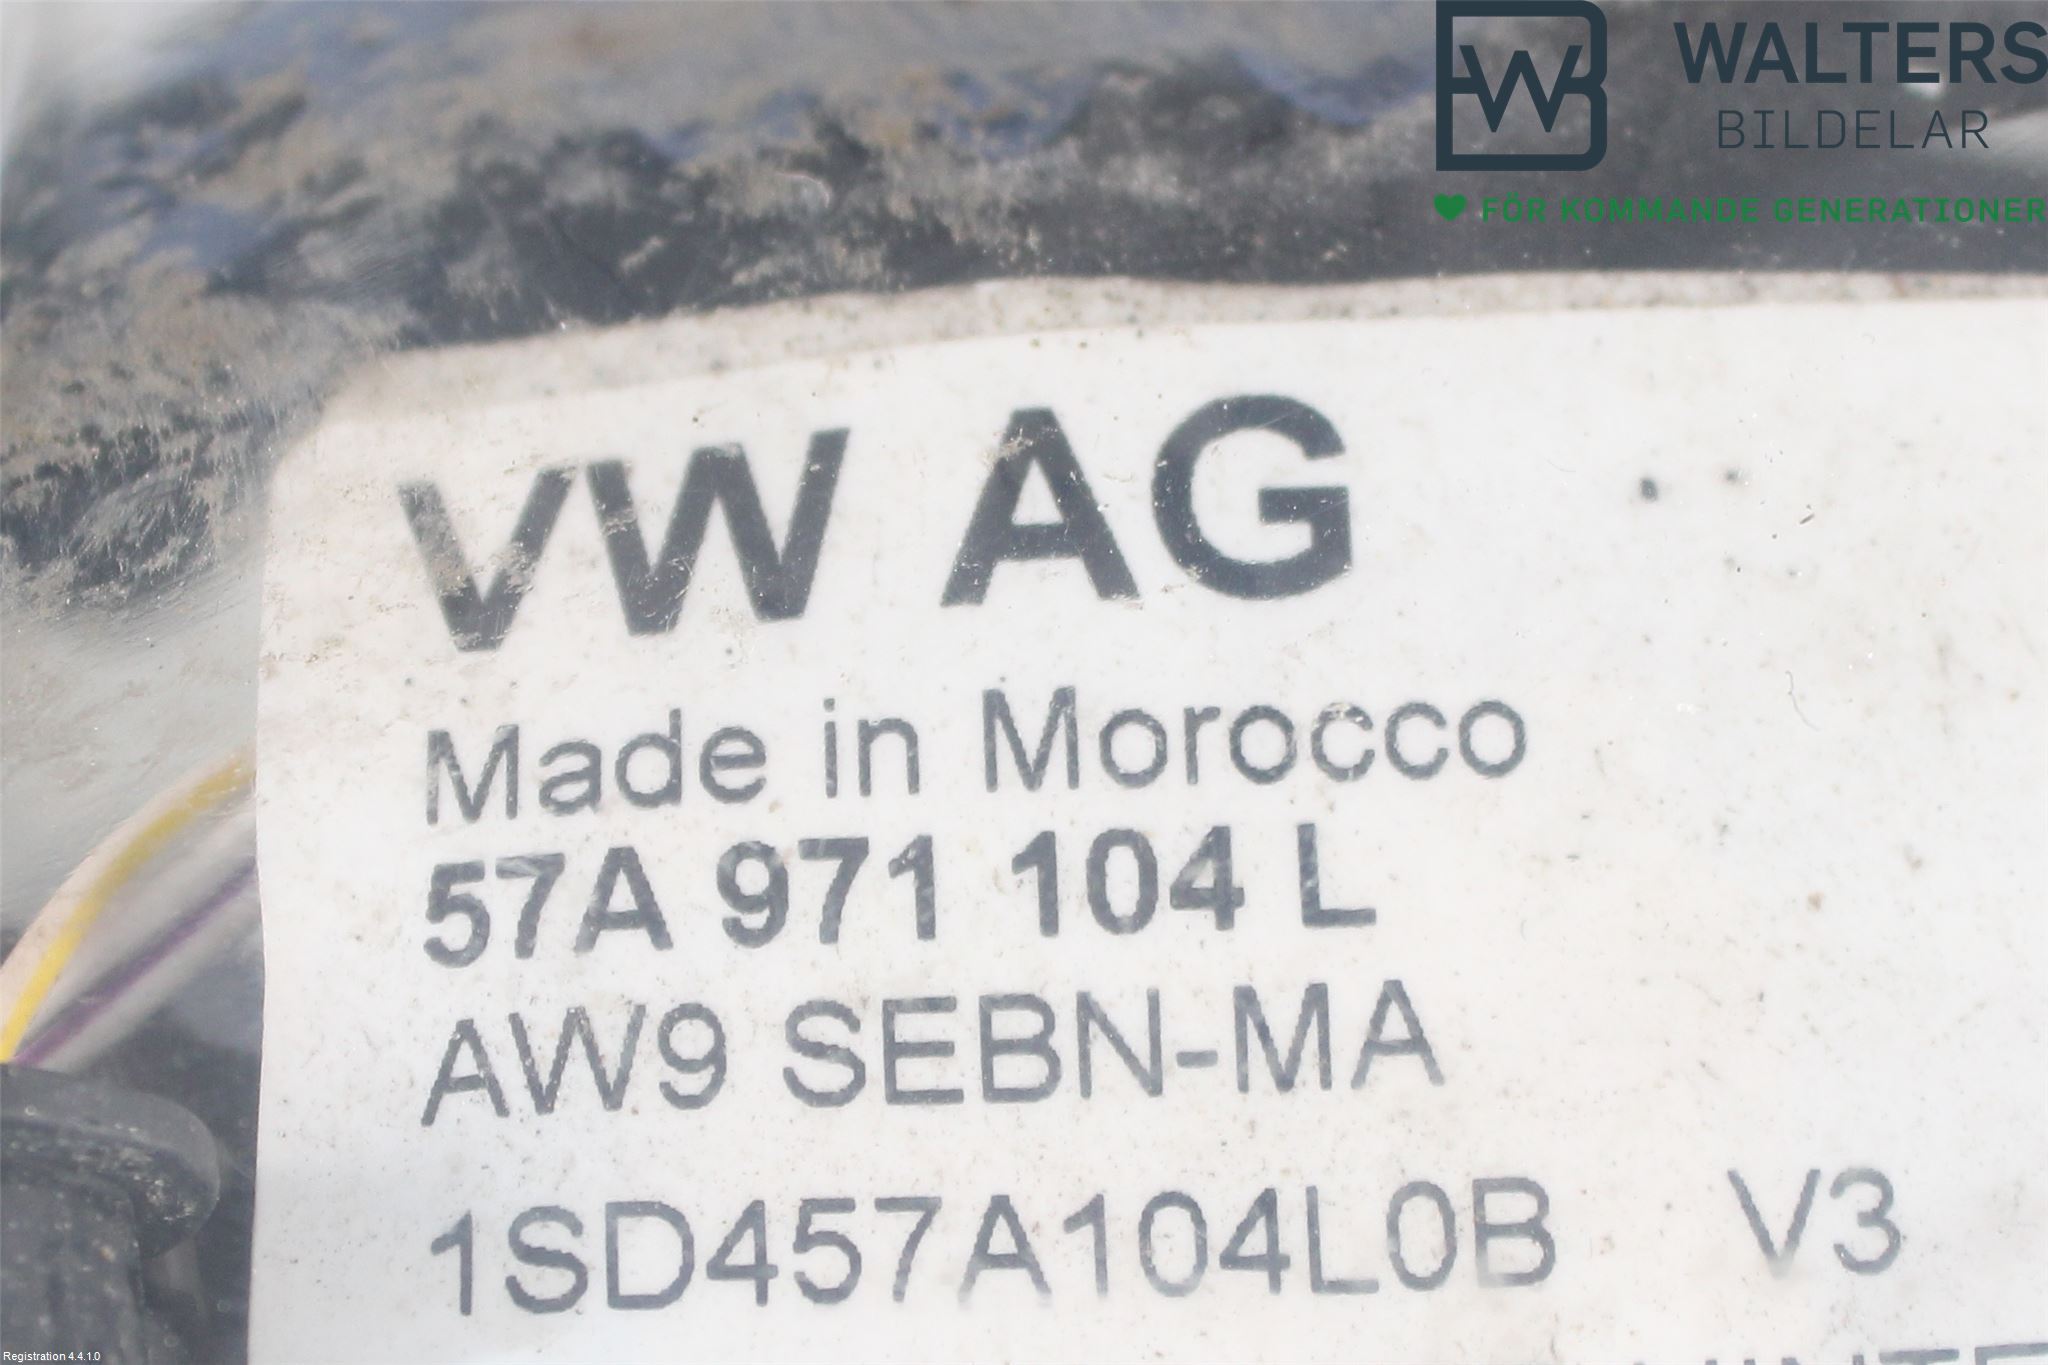 WALTERS
BILDELAR
FÖR KOMMANDE GENERATIONER
VW AG
Made in Morocco
57A 971 104 L
AW9 SEBN-MA
1SD457A104L0B V3
Registration 4.4.1.0